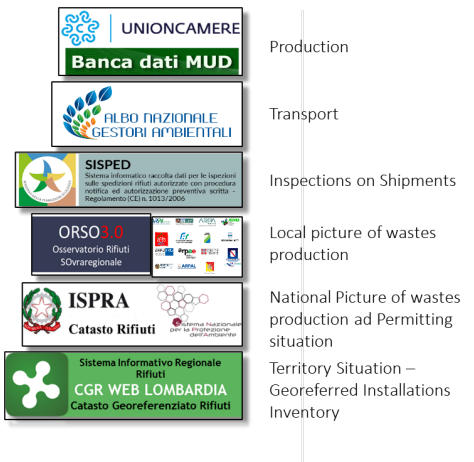 UNIONCAMERE
Banca dati MUD
Production
ALBO NAZIONALE
GESTORI AMBIENTALI
Transport
SISPED
Sistema informatico raccolta dati per le ispezioni
sulle spedizioni rifiuti autorizzate con procedura
notifica ed autorizzazione preventiva scritta -
Regolamento (CE) n. 1013/2006
Inspections on Shipments
ORSO3.0
Osservatorio Rifiuti
SOvraregionale
Local picture of wastes
production
ISPRA
Catasto Rifiuti
Sistema Nazionale
per la Protezione
dell'Ambiente
National Picture of wastes
production ad Permitting
situation
Sistema Informativo Regionale
Rifiuti
CGR WEB LOMBARDIA
Catasto Georeferenziato Rifiuti
Territory Situation –
Georeferred Installations
Inventory